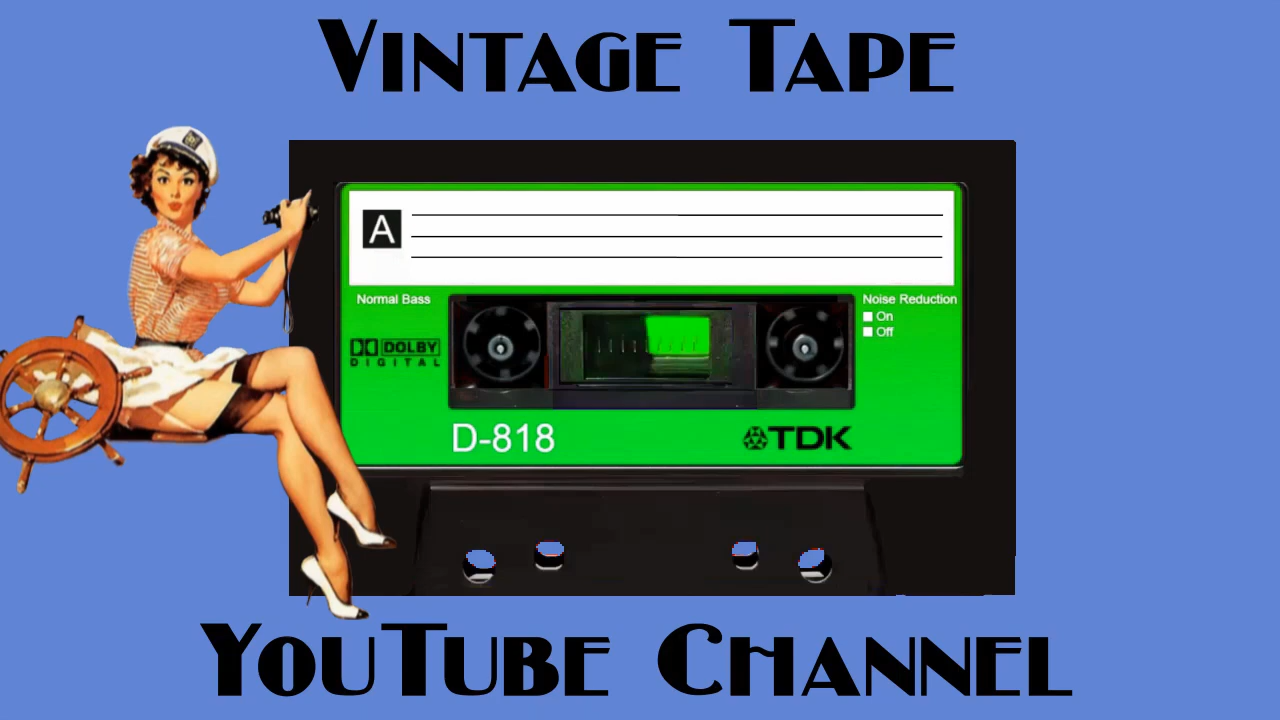 Vintage Tape
A
Normal Bass
Noise Reduction
On
Off
DOLBY
DIGITAL
D-818
TDK
YouTube Channel